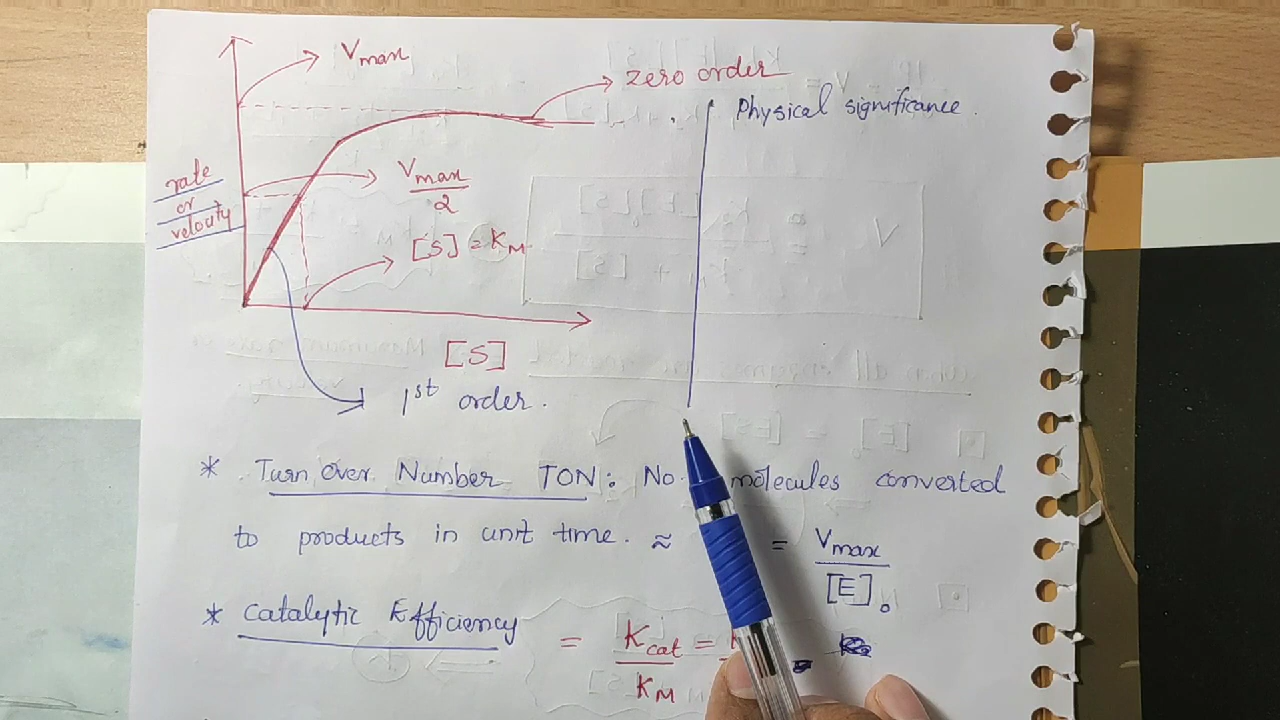 Vmax
zero order
Physical significance.
rate
or
velocity
Vmax
2
[S] = KM
[S]
1st order.
* Turn over Number TON: No. molecules converted
to products in unit time. ≈ = Vmax
[E]₀
* Catalytic Efficiency = Kcat =
KM